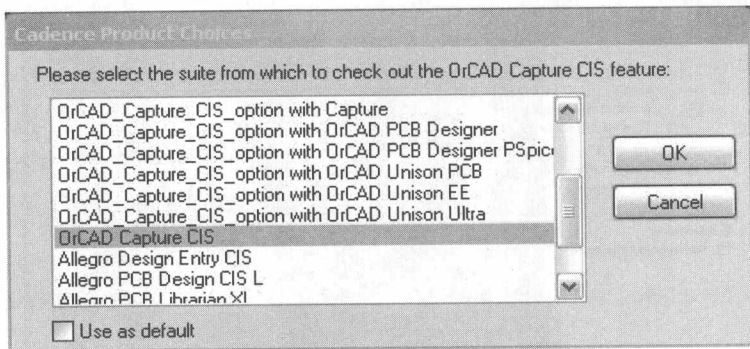 Cadence Product Choices
Please select the suite from which to check out the OrCAD Capture CIS feature:
OrCAD_Capture_CIS_option with Capture
OrCAD_Capture_CIS_option with OrCAD PCB Designer
OrCAD_Capture_CIS_option with OrCAD PCB Designer PSpic
OrCAD_Capture_CIS_option with OrCAD Unison PCB
OrCAD_Capture_CIS_option with OrCAD Unison EE
OrCAD_Capture_CIS_option with OrCAD Unison Ultra
OrCAD Capture CIS
Allegro Design Entry CIS
Allegro PCB Design CIS L
Allegro PCB Librarian XL
OK
Cancel
Use as default